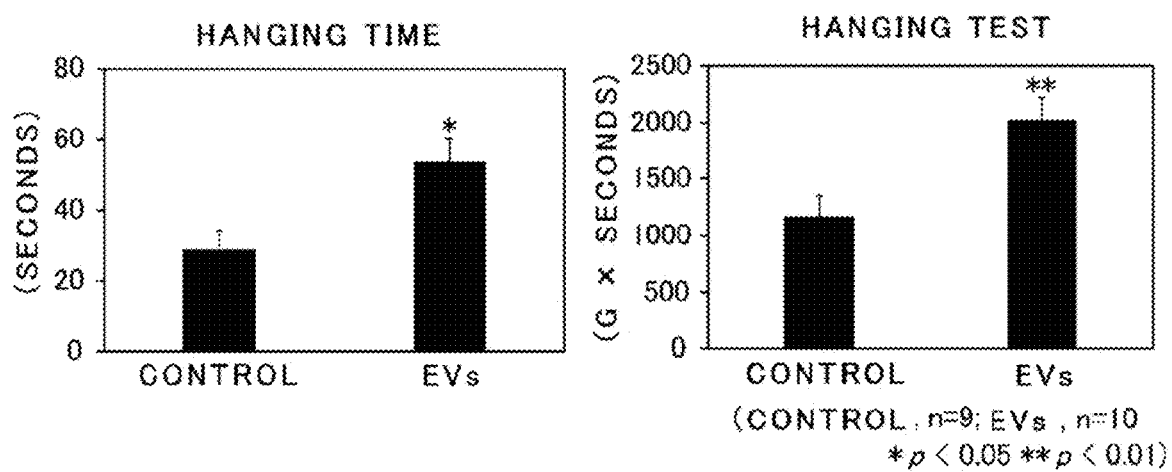 HANGING TIME
(SECONDS)
80
60
40
20
0
*
CONTROL EVs
HANGING TEST
(G × SECONDS)
2500
2000
1500
1000
500
0
**
CONTROL EVs
(CONTROL, n=9; EVs, n=10
*p < 0.05 **p < 0.01)